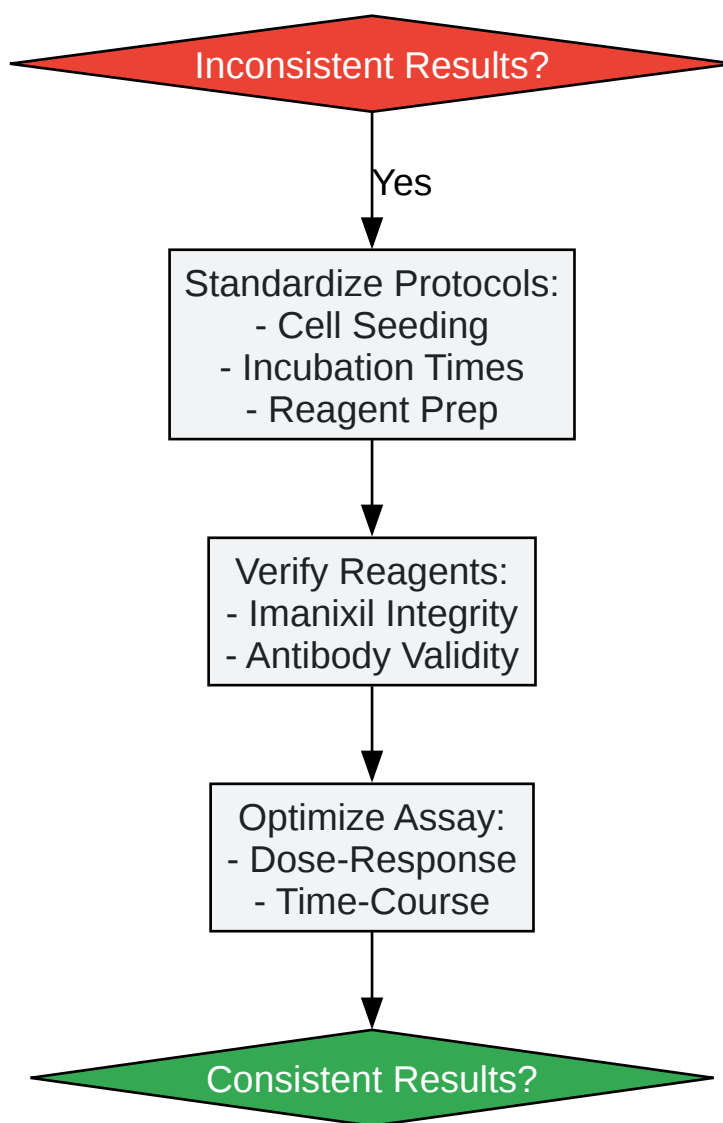 Inconsistent Results?
Yes
Standardize Protocols:
- Cell Seeding
- Incubation Times
- Reagent Prep
Verify Reagents:
- Imanixil Integrity
- Antibody Validity
Optimize Assay:
- Dose-Response
- Time-Course
Consistent Results?